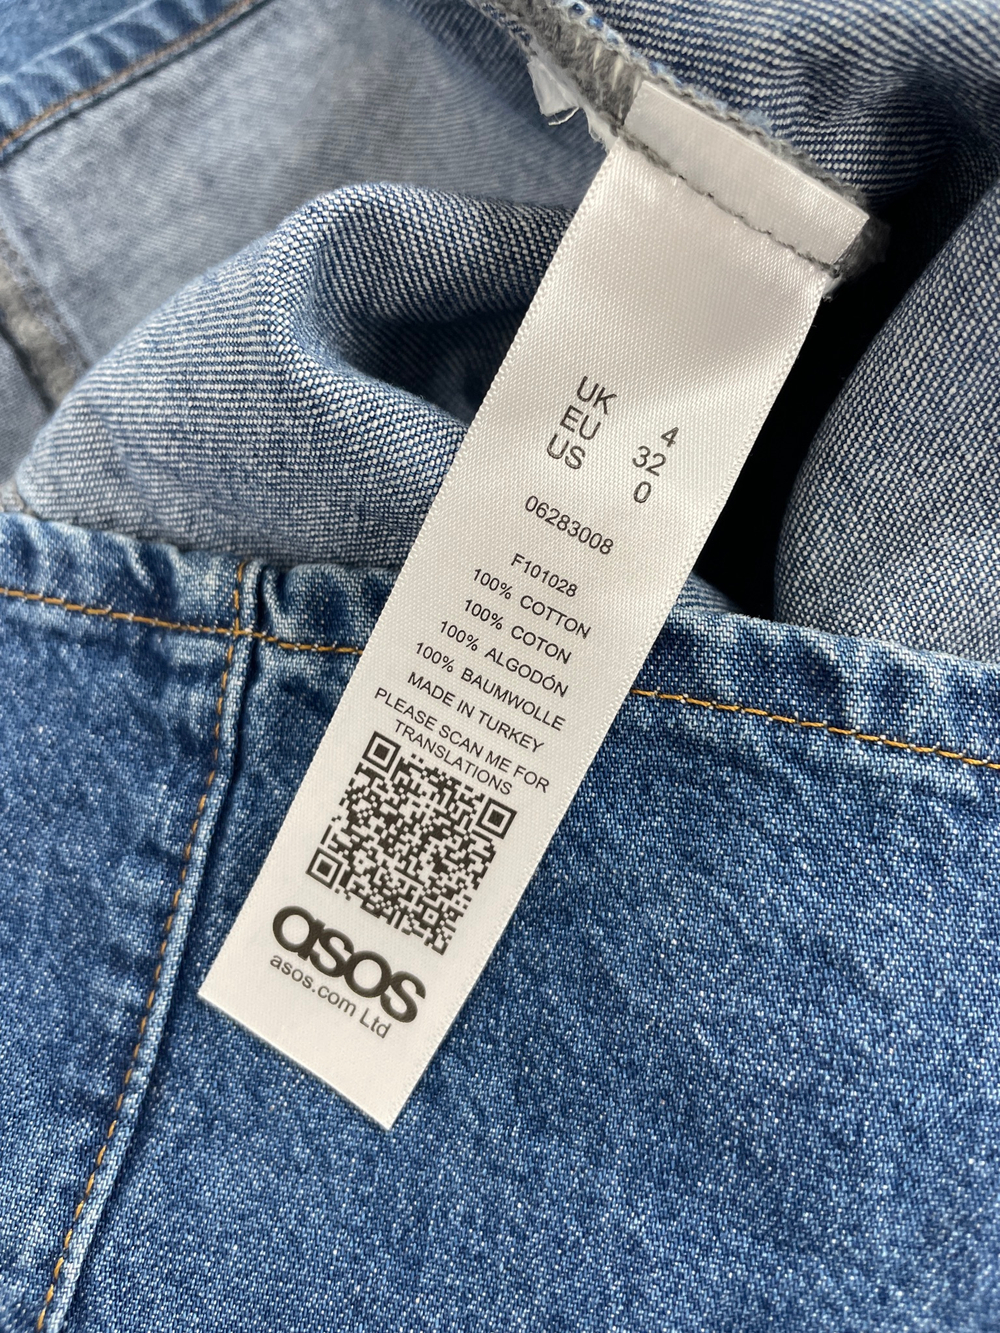 UK 4
EU 32
US 0
06283008
F101028
100% COTTON
100% COTON
100% ALGODÓN
100% BAUMWOLLE
MADE IN TURKEY
PLEASE SCAN ME FOR
TRANSLATIONS
asos
asos.com Ltd